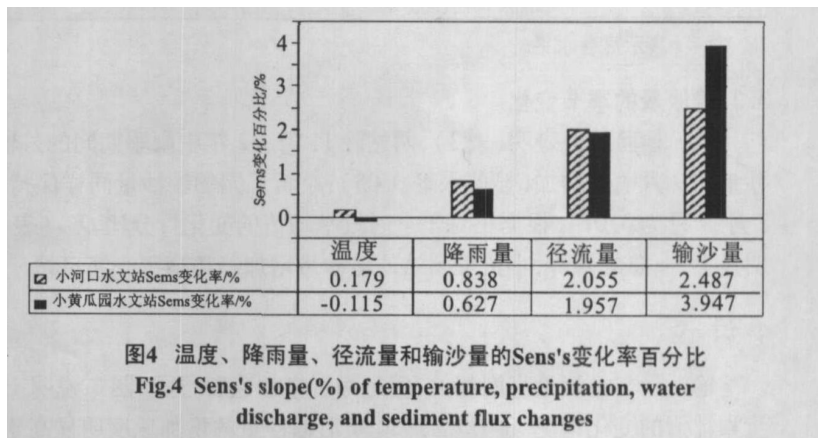 4
3
2
1
0
Sems变化百分比/%
温度 降雨量 径流量 输沙量
小河口水文站Sems变化率/% 0.179 0.838 2.055 2.487
小黄瓜园水文站Sems变化率/% -0.115 0.627 1.957 3.947
图4 温度、降雨量、径流量和输沙量的Sens's变化率百分比
Fig.4 Sens's slope(%) of temperature, precipitation, water
discharge, and sediment flux changes